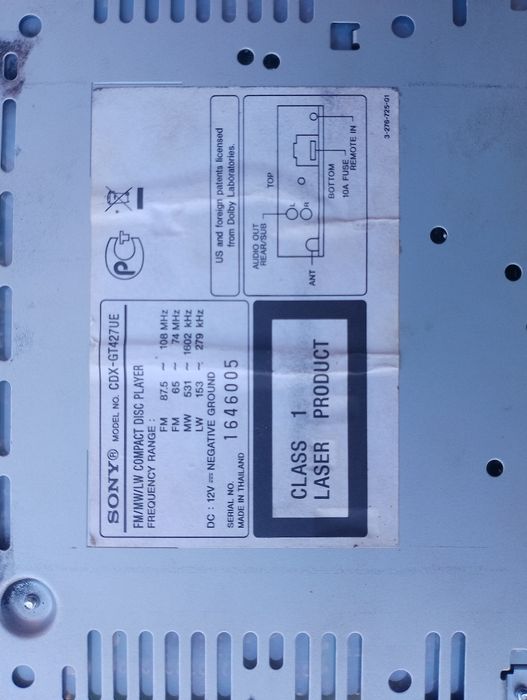 SONY® MODEL NO. CDX-GT427UE
FM/MW/LW COMPACT DISC PLAYER
FREQUENCY RANGE :
FM 87.5 ~ 108 MHz
FM 65 ~ 74 MHz
MW 531 ~ 1602 kHz
LW 153 ~ 279 kHz
DC : 12V ⎓ NEGATIVE GROUND
SERIAL NO. 1646005
MADE IN THAILAND
РСТ
US and foreign patents licensed
from Dolby Laboratories.
CLASS 1
LASER PRODUCT
AUDIO OUT
REAR/SUB
TOP
L
R
ANT
BOTTOM
10A FUSE
REMOTE IN
3-276-725-01